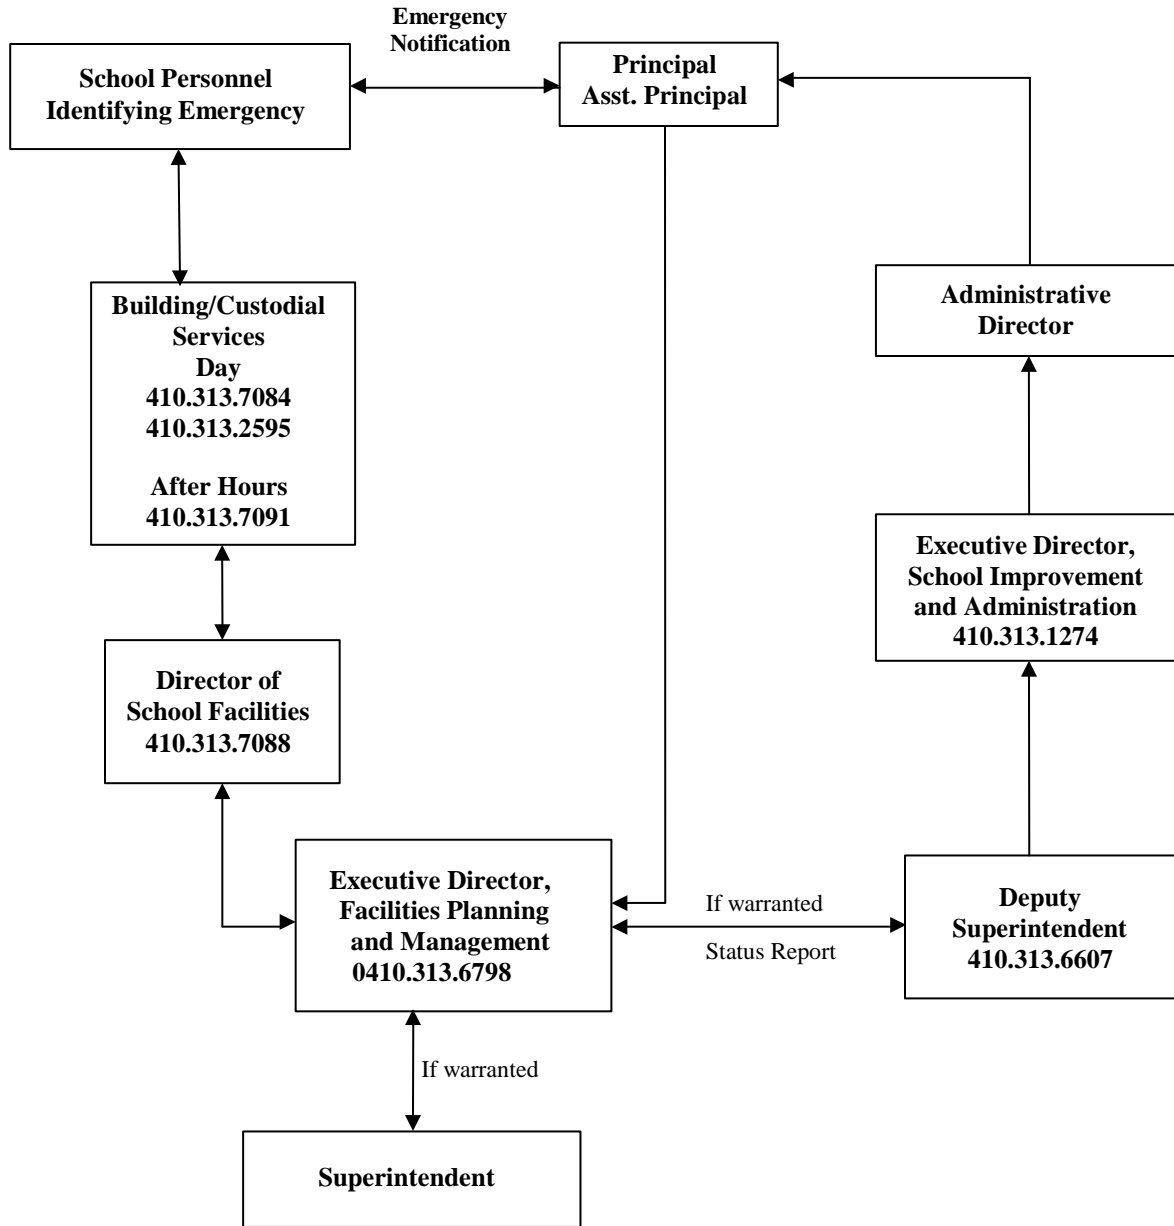 Emergency
Notification
School Personnel
Identifying Emergency
Principal
Asst. Principal
Building/Custodial
Services
Day
410.313.7084
410.313.2595
After Hours
410.313.7091
Administrative
Director
Executive Director,
School Improvement
and Administration
410.313.1274
Director of
School Facilities
410.313.7088
Executive Director,
Facilities Planning
and Management
0410.313.6798
If warranted
Status Report
Deputy
Superintendent
410.313.6607
If warranted
Superintendent